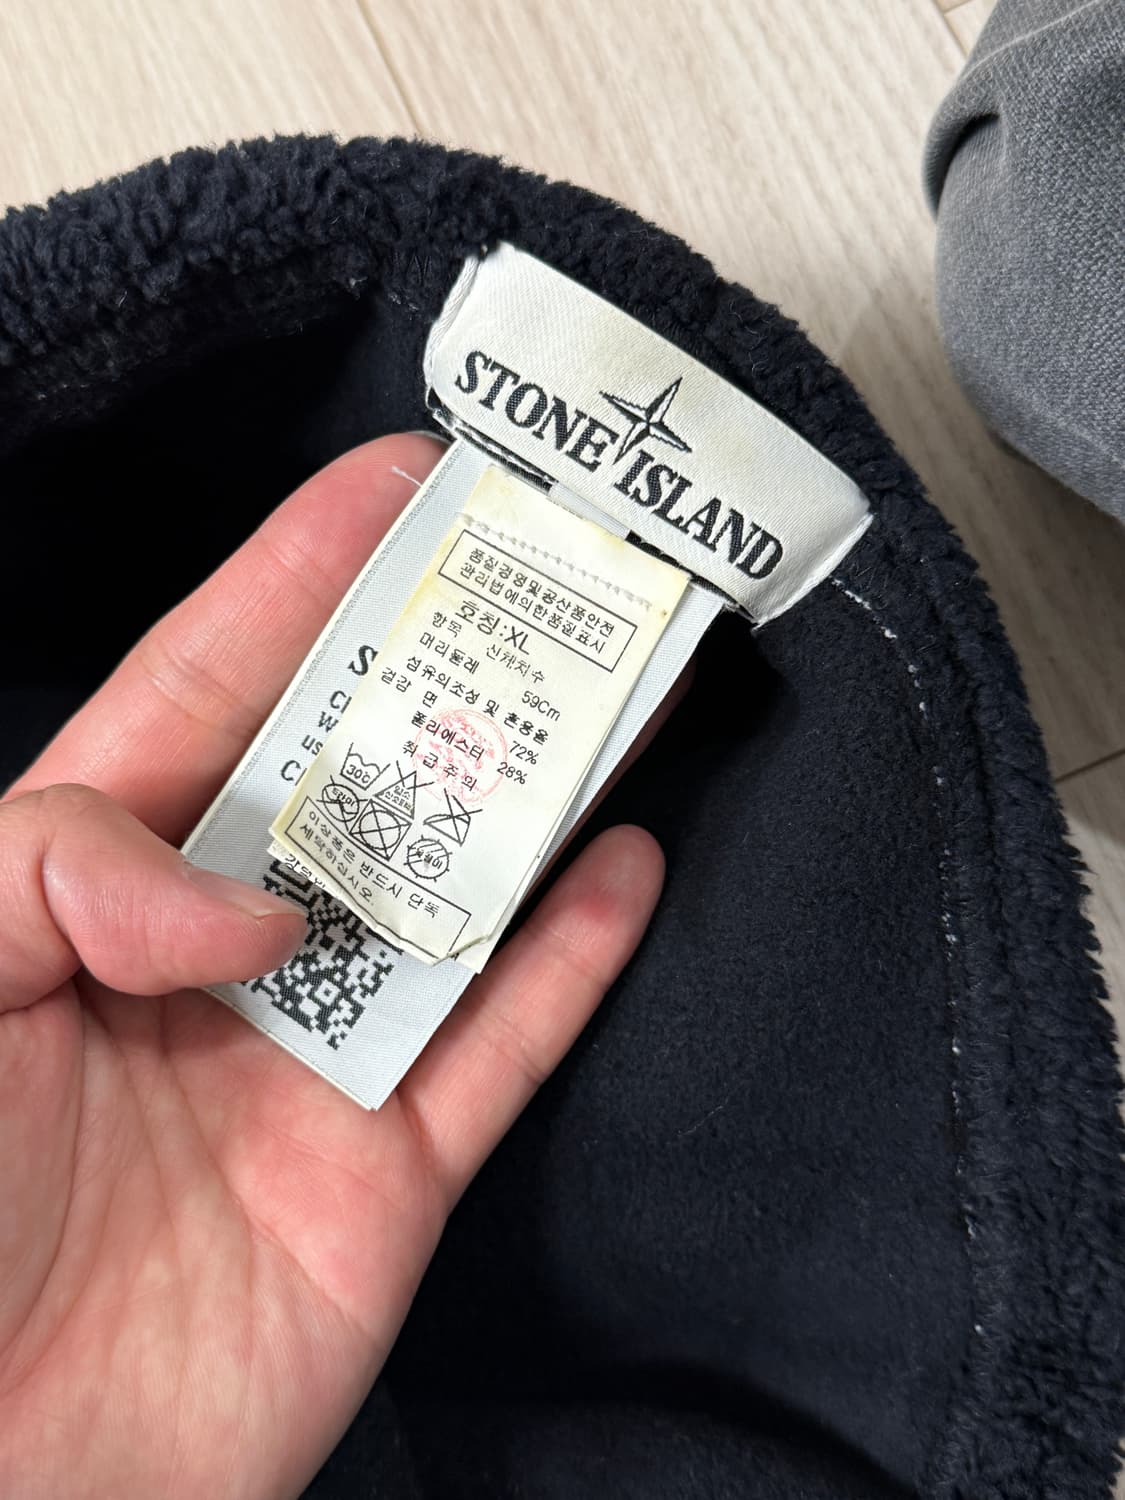 STONE ISLAND
품질경영및공산품안전
관리법에의한품질표시
호칭:XL
항목 신체치수
머리둘레 59Cm
섬유의조성 및 혼용율
겉감 면 72%
폴리에스터 28%
취급주의
30℃
드라이
이상품은 반드시 단독
세탁하십시오.
S